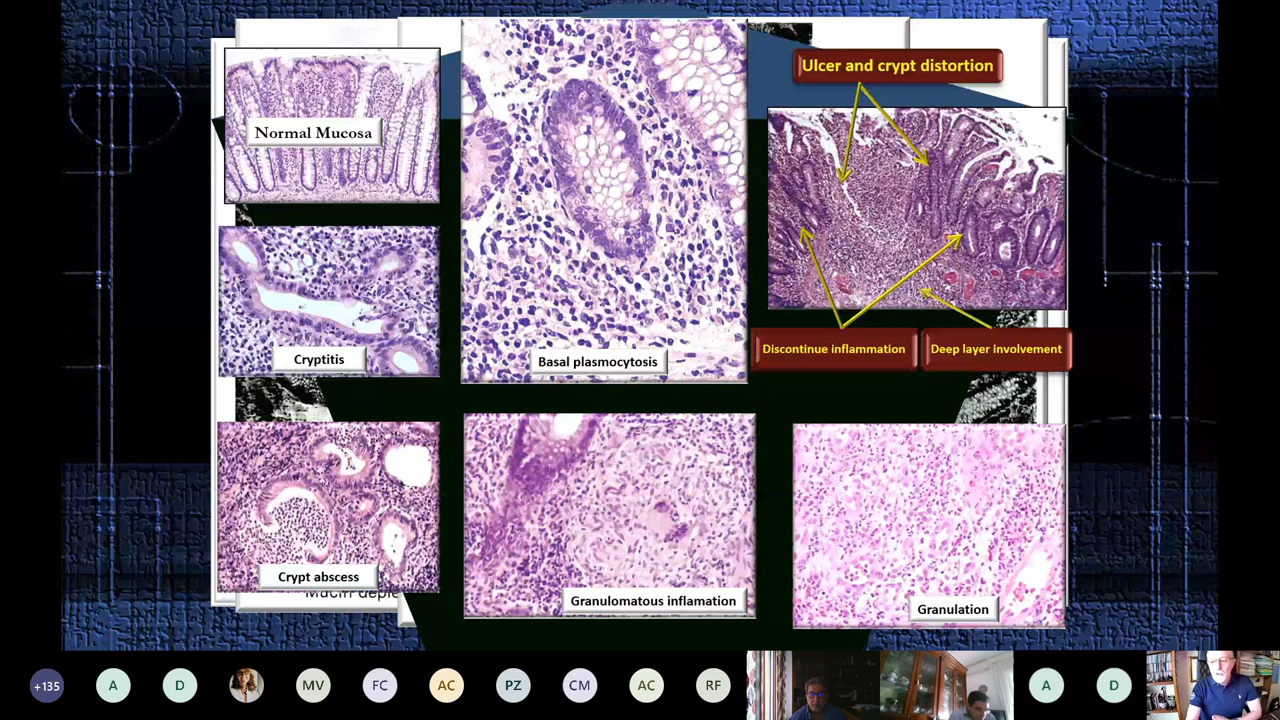 Ulcer and crypt distortion
Normal Mucosa
Cryptitis
Basal plasmocytosis
Discontinue inflammation
Deep layer involvement
Crypt abscess
Granulomatous inflamation
Granulation
+135
A
D
MV
FC
AC
PZ
CM
AC
RF
A
D